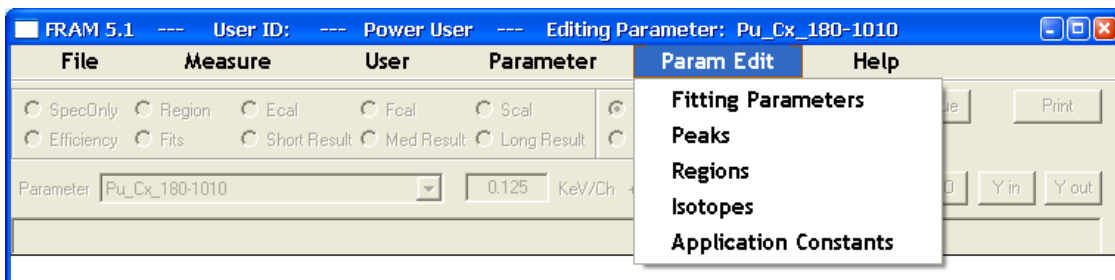 FRAM 5.1 --- User ID: --- Power User --- Editing Parameter: Pu_Cx_180-1010
File Measure User Parameter Param Edit Help
SpecOnly Region Ecal Fcal Scal Print
Efficiency Fits Short Result Med Result Long Result
Parameter Pu_Cx_180-1010 0.125 KeV/Ch Y in Y out
Fitting Parameters
Peaks
Regions
Isotopes
Application Constants